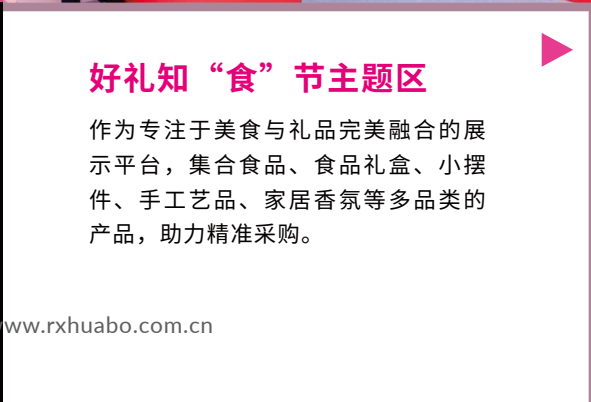 好礼知“食”节主题区
作为专注于美食与礼品完美融合的展
示平台，集合食品、食品礼盒、小摆
件、手工艺品、家居香氛等多品类的
产品，助力精准采购。
ww.rxhuabo.com.cn